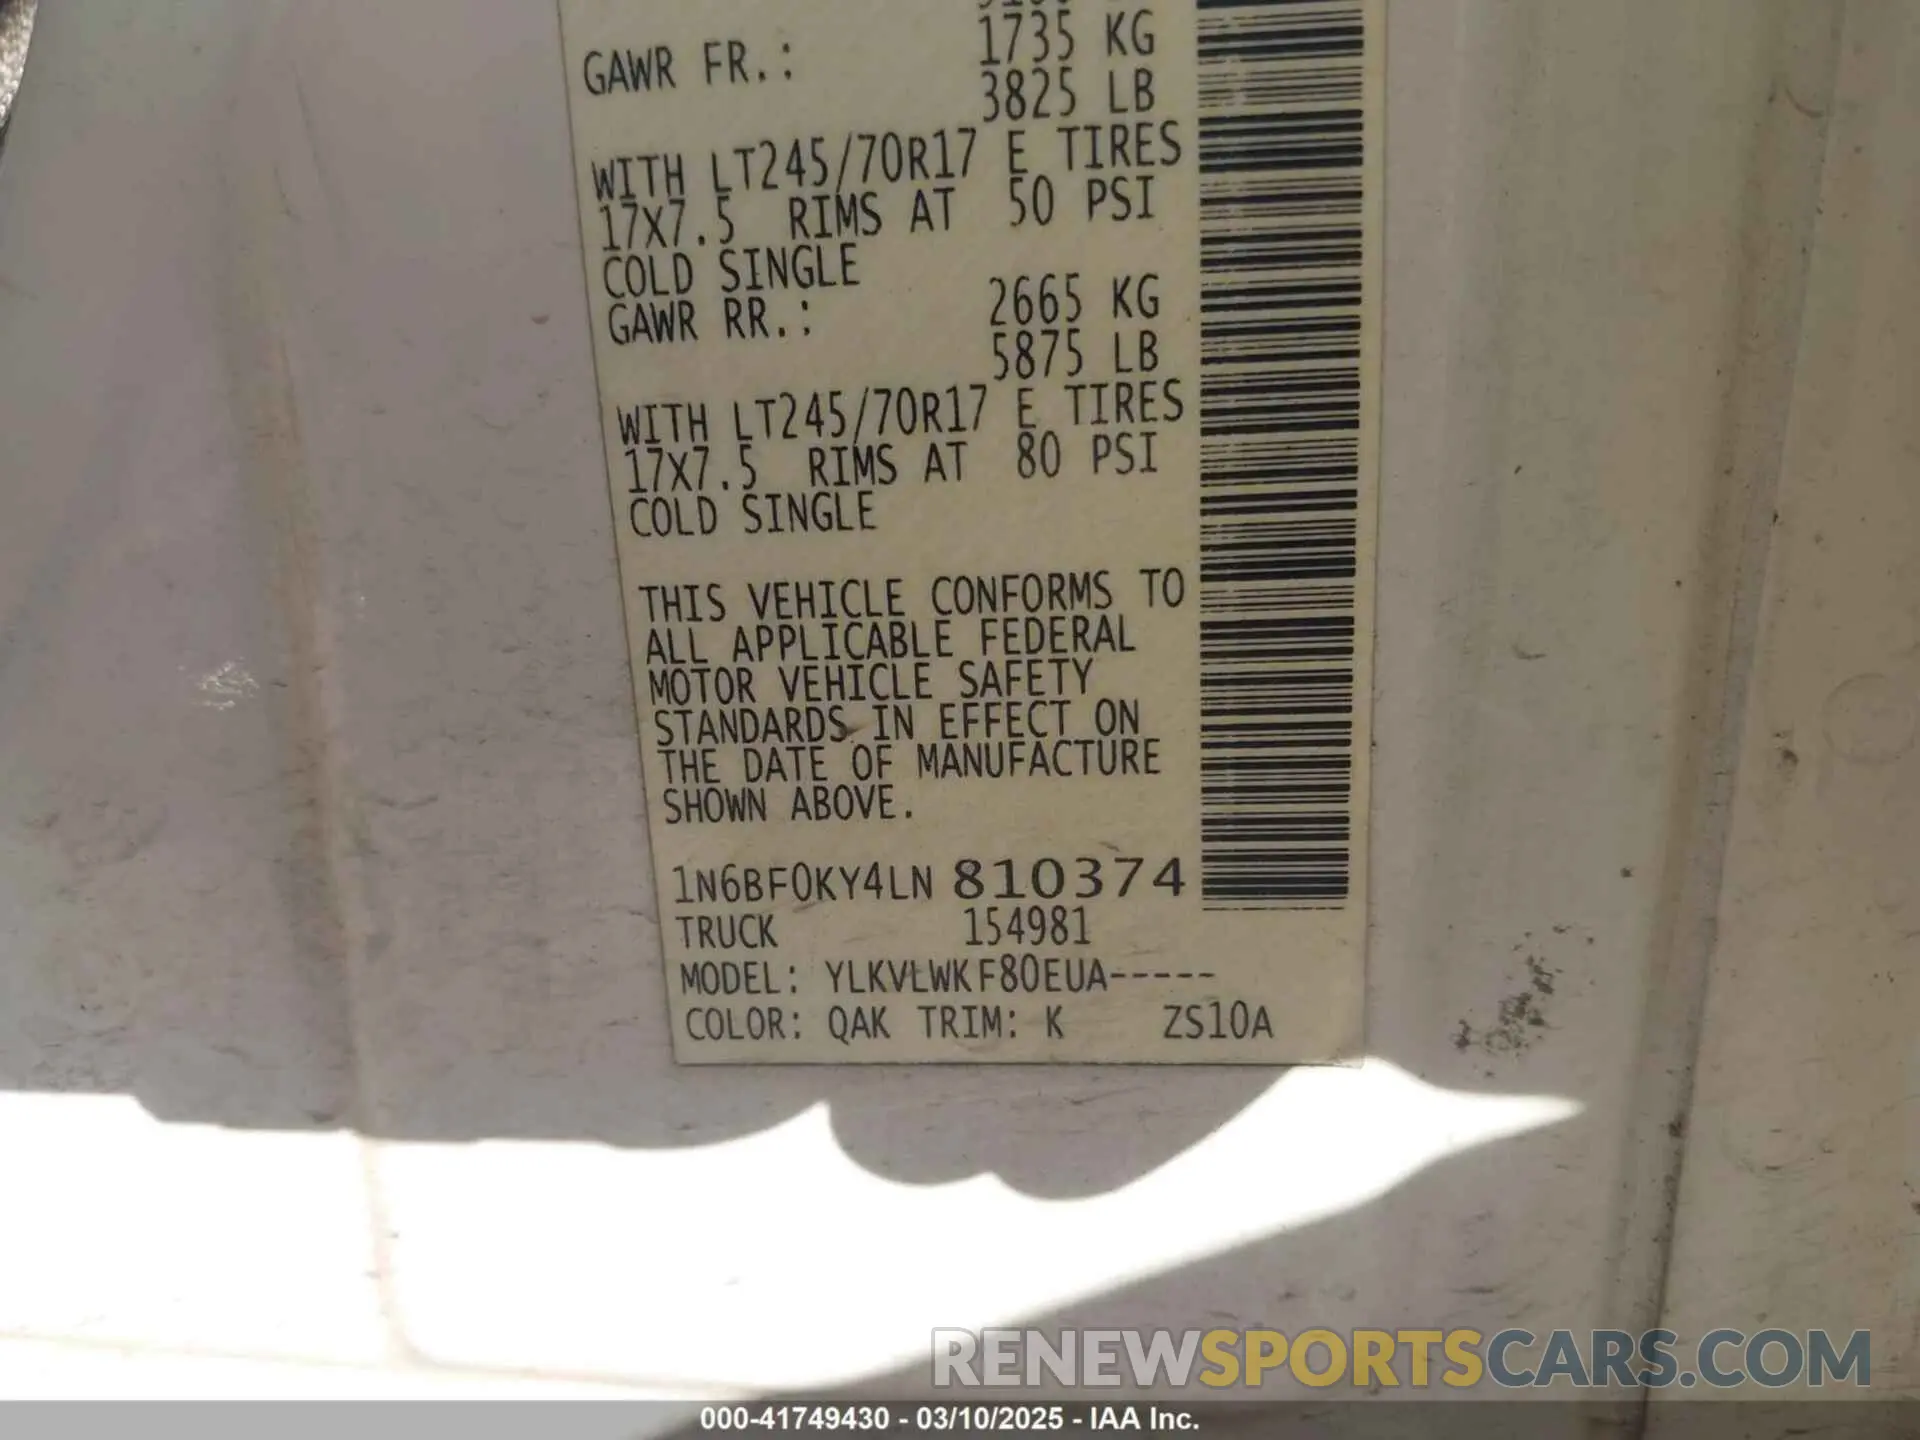 1735 KG
GAWR FR.:
3825 LB
WITH LT245/70R17 E TIRES
17X7.5 RIMS AT 50 PSI
COLD SINGLE
GAWR RR.: 2665 KG
5875 LB
WITH LT245/70R17 E TIRES
17X7.5 RIMS AT 80 PSI
COLD SINGLE
THIS VEHICLE CONFORMS TO
ALL APPLICABLE FEDERAL
MOTOR VEHICLE SAFETY
STANDARDS IN EFFECT ON
THE DATE OF MANUFACTURE
SHOWN ABOVE.
1N6BF0KY4LN 810374
TRUCK 154981
MODEL: YLKVLWKF80EUA-----
COLOR: QAK TRIM: K ZS10A
RENEWSPORTSCARS.COM
000-41749430 - 03/10/2025 - IAA Inc.